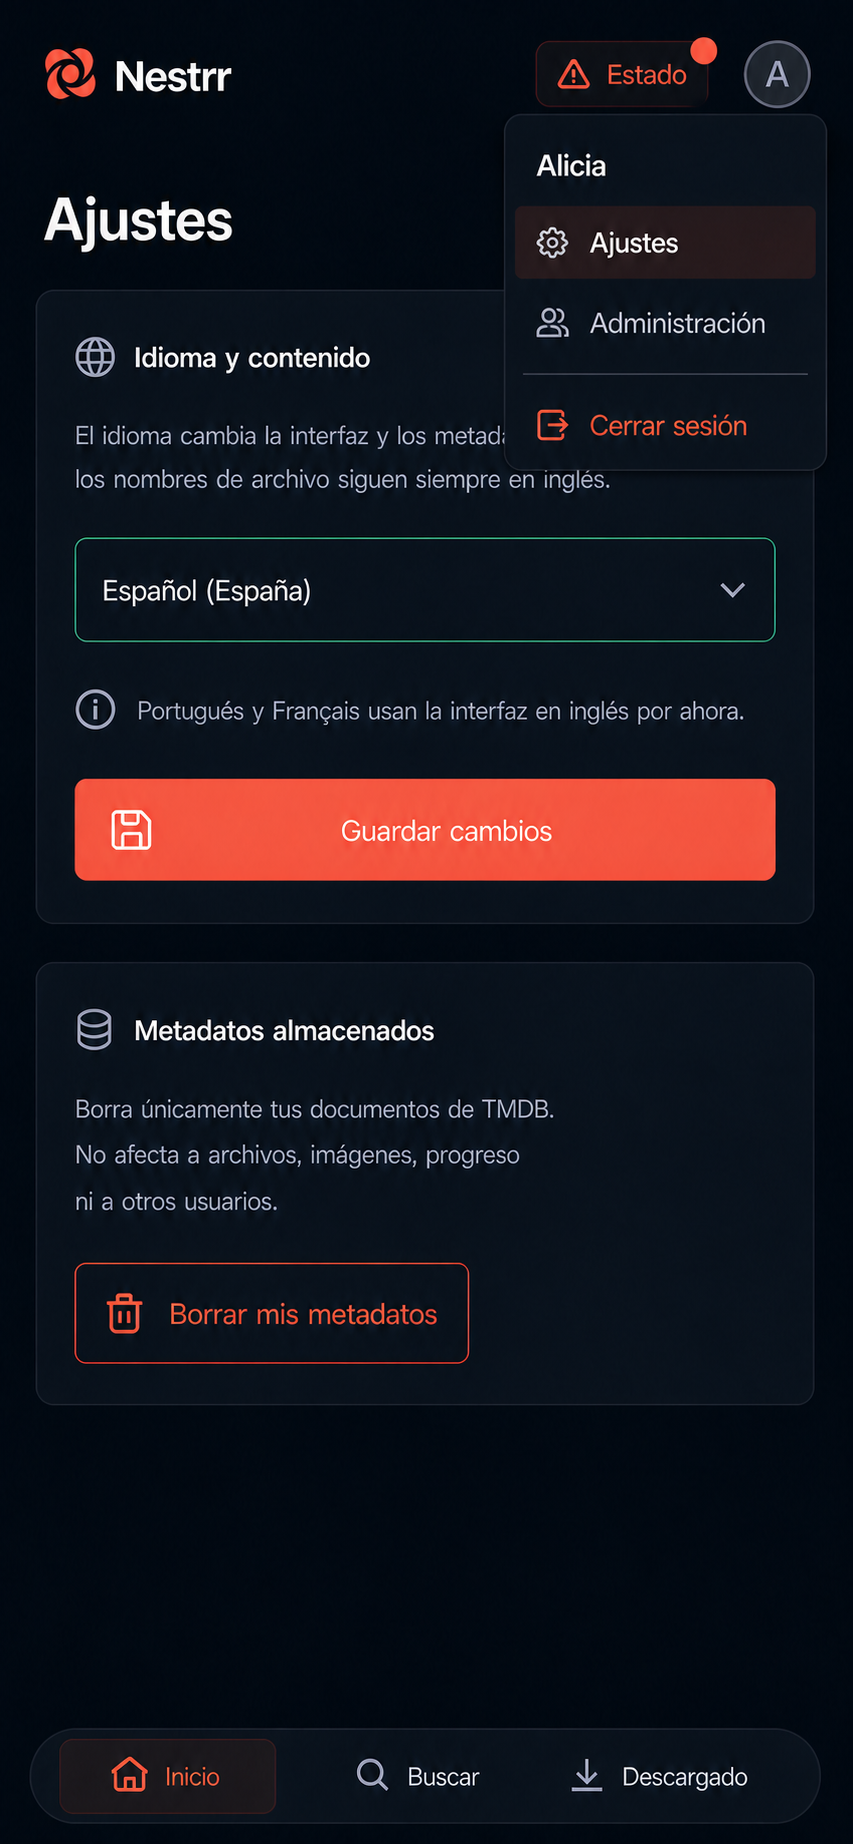 Nestrr
Estado
A
Alicia
Ajustes
Administración
Cerrar sesión
Ajustes
Idioma y contenido
El idioma cambia la interfaz y los
los nombres de archivo siguen siempre en inglés.
Español (España)
Portugués y Français usan la interfaz en inglés por ahora.
Guardar cambios
Metadatos almacenados
Borra únicamente tus documentos de TMDB.
No afecta a archivos, imágenes, progreso
ni a otros usuarios.
Borrar mis metadatos
Inicio
Buscar
Descargado